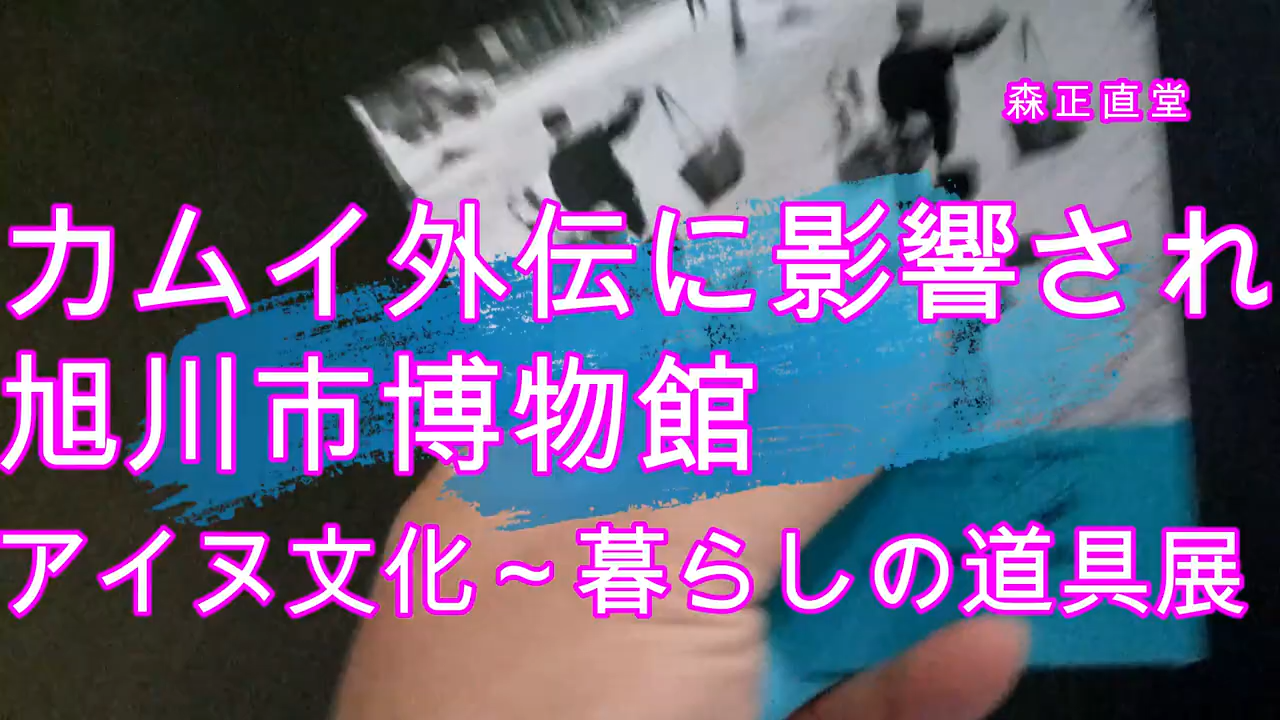 森正直堂
カムイ外伝に影響され
旭川市博物館
アイヌ文化～暮らしの道具展